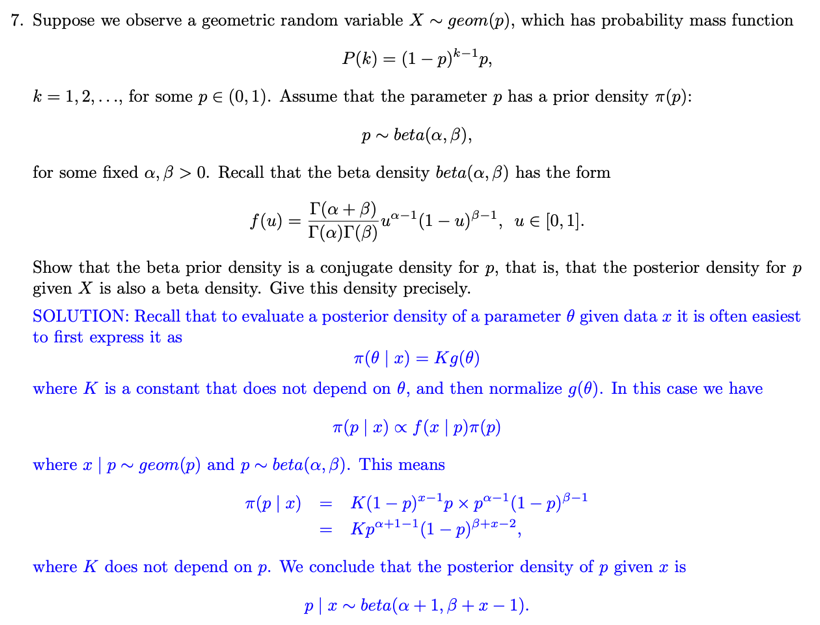 7. Suppose we observe a geometric random variable X ∼ geom(p), which has probability mass function
P(k) = (1 − p)^{k−1}p,
k = 1, 2, . . ., for some p ∈ (0, 1). Assume that the parameter p has a prior density π(p):
p ∼ beta(α, β),
for some fixed α, β > 0. Recall that the beta density beta(α, β) has the form
f(u) = \frac{Γ(α + β)}{Γ(α)Γ(β)} u^{α−1}(1 − u)^{β−1}, u ∈ [0, 1].
Show that the beta prior density is a conjugate density for p, that is, that the posterior density for p
given X is also a beta density. Give this density precisely.
SOLUTION: Recall that to evaluate a posterior density of a parameter θ given data x it is often easiest
to first express it as
π(θ | x) = Kg(θ)
where K is a constant that does not depend on θ, and then normalize g(θ). In this case we have
π(p | x) ∝ f(x | p)π(p)
where x | p ∼ geom(p) and p ∼ beta(α, β). This means
π(p | x) = K(1 − p)^{x−1}p × p^{α−1}(1 − p)^{β−1}
= Kp^{α+1−1}(1 − p)^{β+x−2},
where K does not depend on p. We conclude that the posterior density of p given x is
p | x ∼ beta(α + 1, β + x − 1).